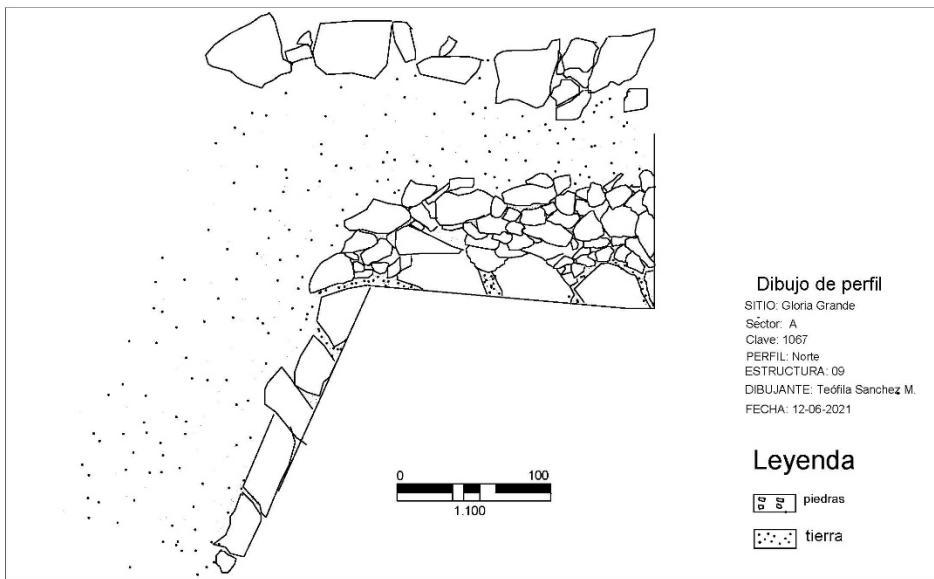 Dibujo de perfil
SITIO: Gloria Grande
Sector: A
Clave: 1067
PERFIL: Norte
ESTRUCTURA: 09
DIBUJANTE: Teófila Sanchez M.
FECHA: 12-06-2021
Leyenda
piedras
tierra
0 100
1.100